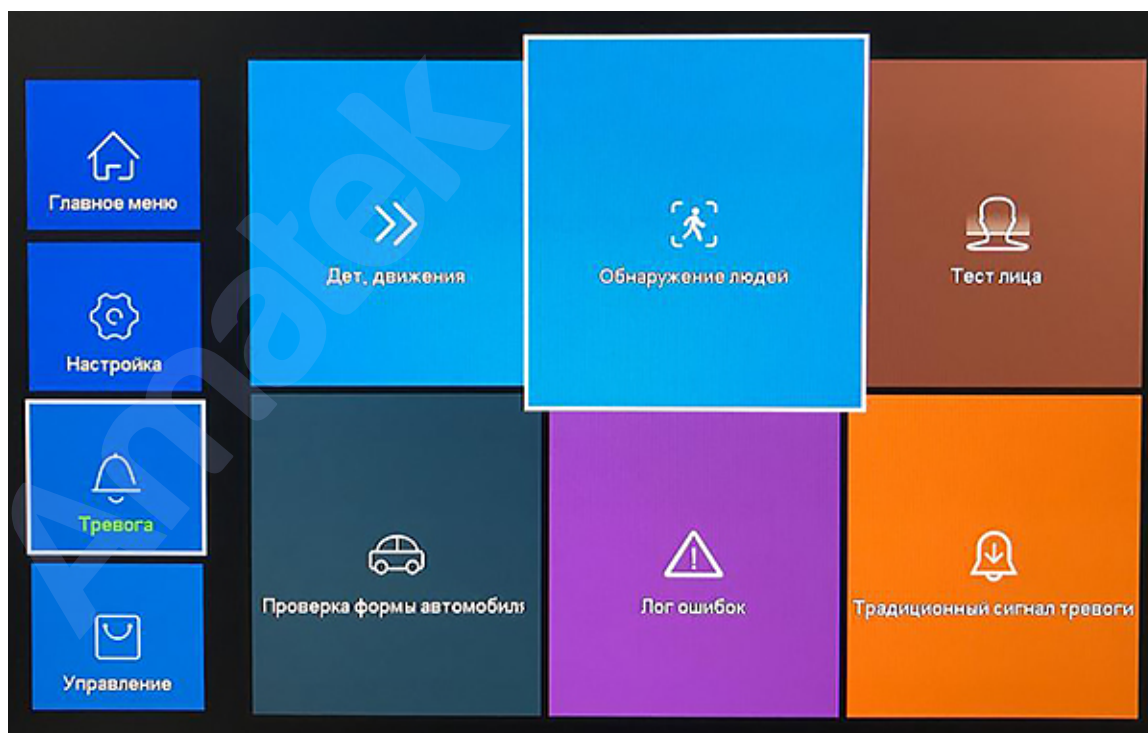 Главное меню
Настройка
Тревога
Управление
Дет. движения
Обнаружение людей
Тест лица
Проверка формы автомобиля
Лог ошибок
Традиционный сигнал тревоги
Amatek